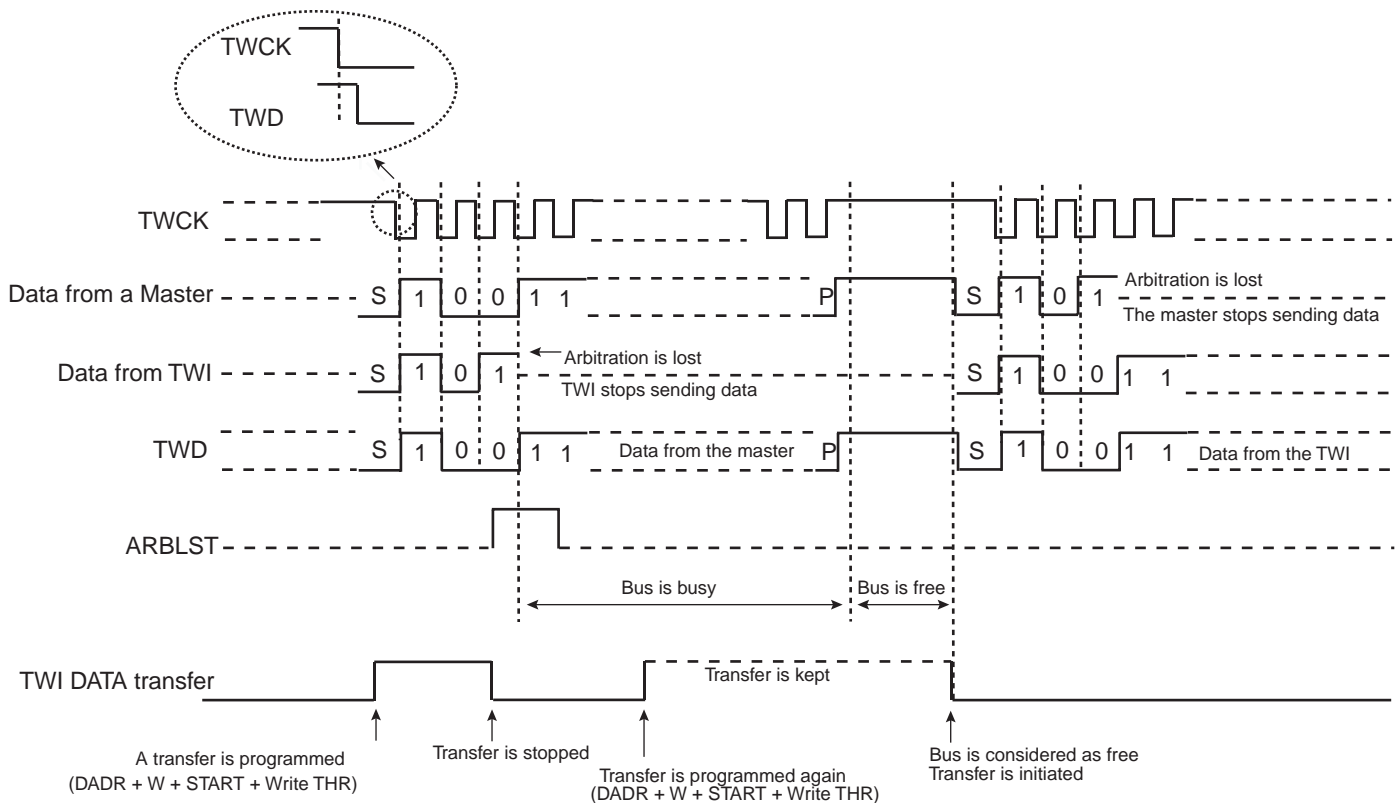 TWCK
TWD
TWCK
Data from a Master S 1 0 0 1 1 P S 1 0 1 Arbitration is lost
The master stops sending data
Data from TWI S 1 0 1 Arbitration is lost S 1 0 0 1 1
TWI stops sending data
TWD S 1 0 0 1 1 Data from the master P S 1 0 0 1 1 Data from the TWI
ARBLST
Bus is busy Bus is free
TWI DATA transfer Transfer is kept
A transfer is programmed
(DADR + W + START + Write THR)
Transfer is stopped
Transfer is programmed again
(DADR + W + START + Write THR)
Bus is considered as free
Transfer is initiated